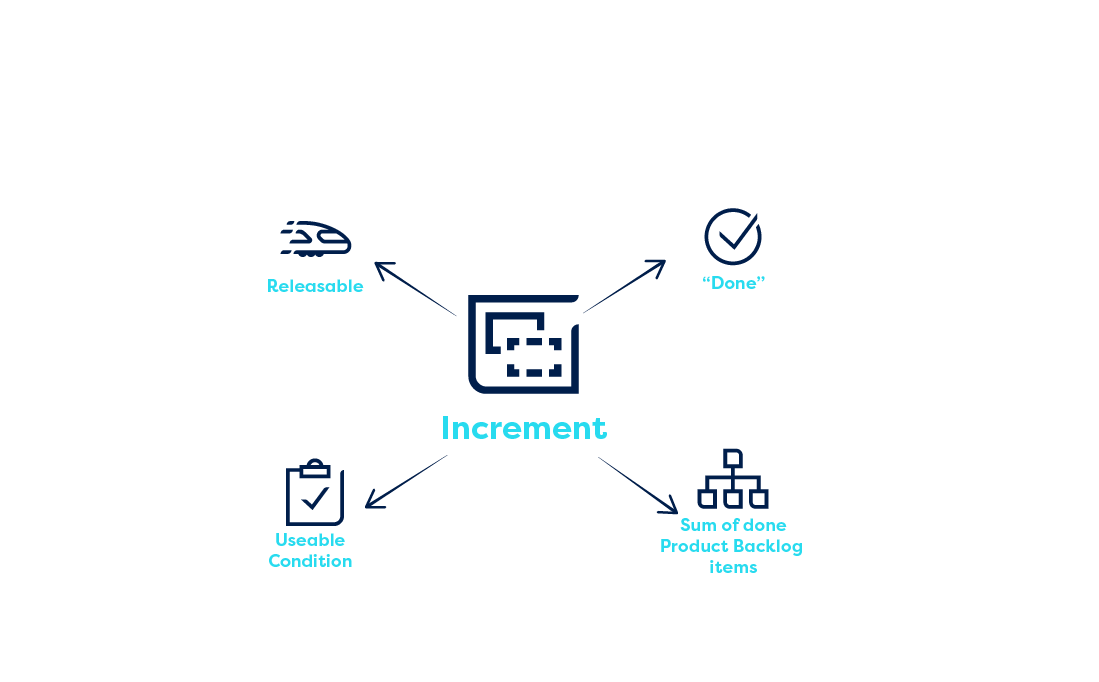 Releasable
“Done”
Increment
Useable
Condition
Sum of done
Product Backlog
items